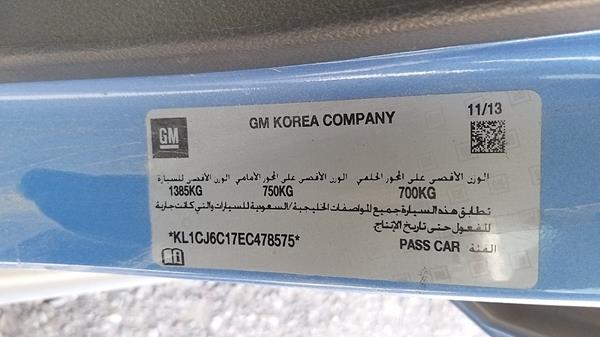 GM
GM KOREA COMPANY
11/13
الوزن الأقصى على المحور الخلفي الوزن الأقصى على المحور الأمامي الوزن الأقصى للسيارة
1385KG 750KG 700KG
تطابق هذه السيارة جميع المواصفات الخليجية/السعودية للسيارات والتي كانت جارية
للمفعول حتى تاريخ الإنتاج.
*KL1CJ6C17EC478575*
PASS CAR الفئة